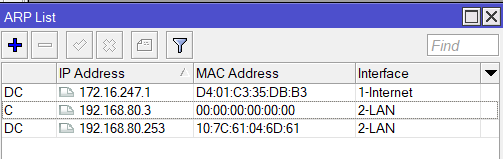 ARP List
Find
IP Address MAC Address Interface
DC 172.16.247.1 D4:01:C3:35:DB:B3 1-Internet
C 192.168.80.3 00:00:00:00:00:00 2-LAN
DC 192.168.80.253 10:7C:61:04:6D:61 2-LAN